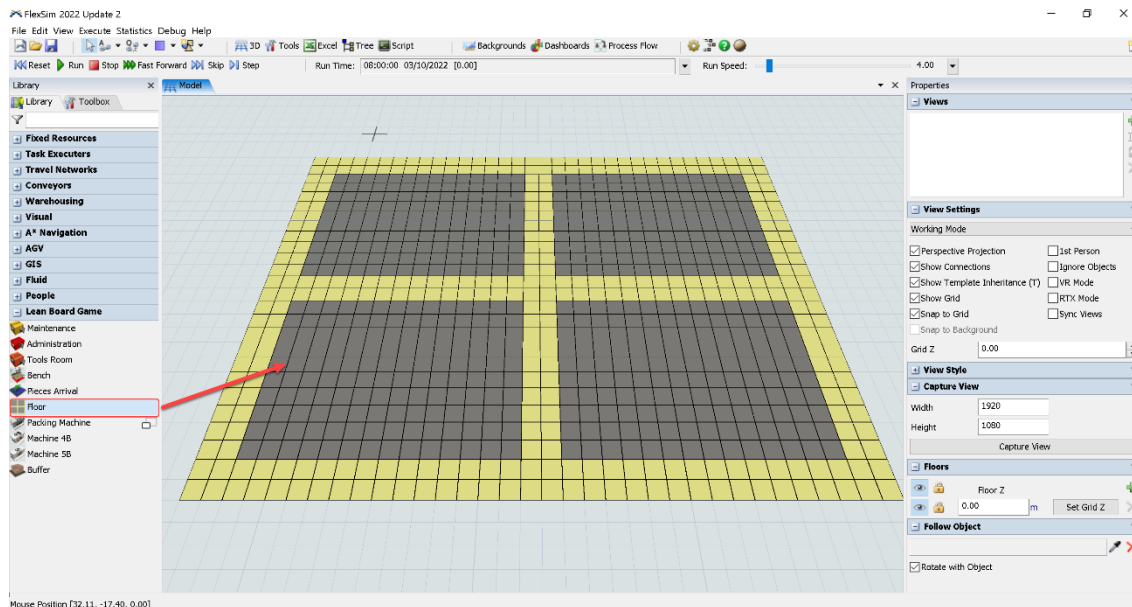 FlexSim 2022 Update 2
File Edit View Execute Statistics Debug Help
3D Tools Excel Tree Script Backgrounds Dashboards Process Flow
Reset Run Stop Fast Forward Skip Step Run Time: 08:00:00 03/10/2022 [0.00] Run Speed: 4.00
Library
Library Toolbox
Fixed Resources
Task Executers
Travel Networks
Conveyors
Warehousing
Visual
A* Navigation
AGV
GIS
Fluid
People
Lean Board Game
Maintenance
Administration
Tools Room
Bench
Pieces Arrival
Floor
Packing Machine
Machine 4B
Machine 5B
Buffer
Model
Properties
Views
View Settings
Working Mode
Perspective Projection 1st Person
Show Connections Ignore Objects
Show Template Inheritance (T) VR Mode
Show Grid RTX Mode
Snap to Grid Sync Views
Snap to Background
Grid Z 0.00
View Style
Capture View
Width 1920
Height 1080
Capture View
Floors
Floor Z
0.00 m Set Grid Z
Follow Object
Rotate with Object
Mouse Position [32.11, -17.40, 0.00]